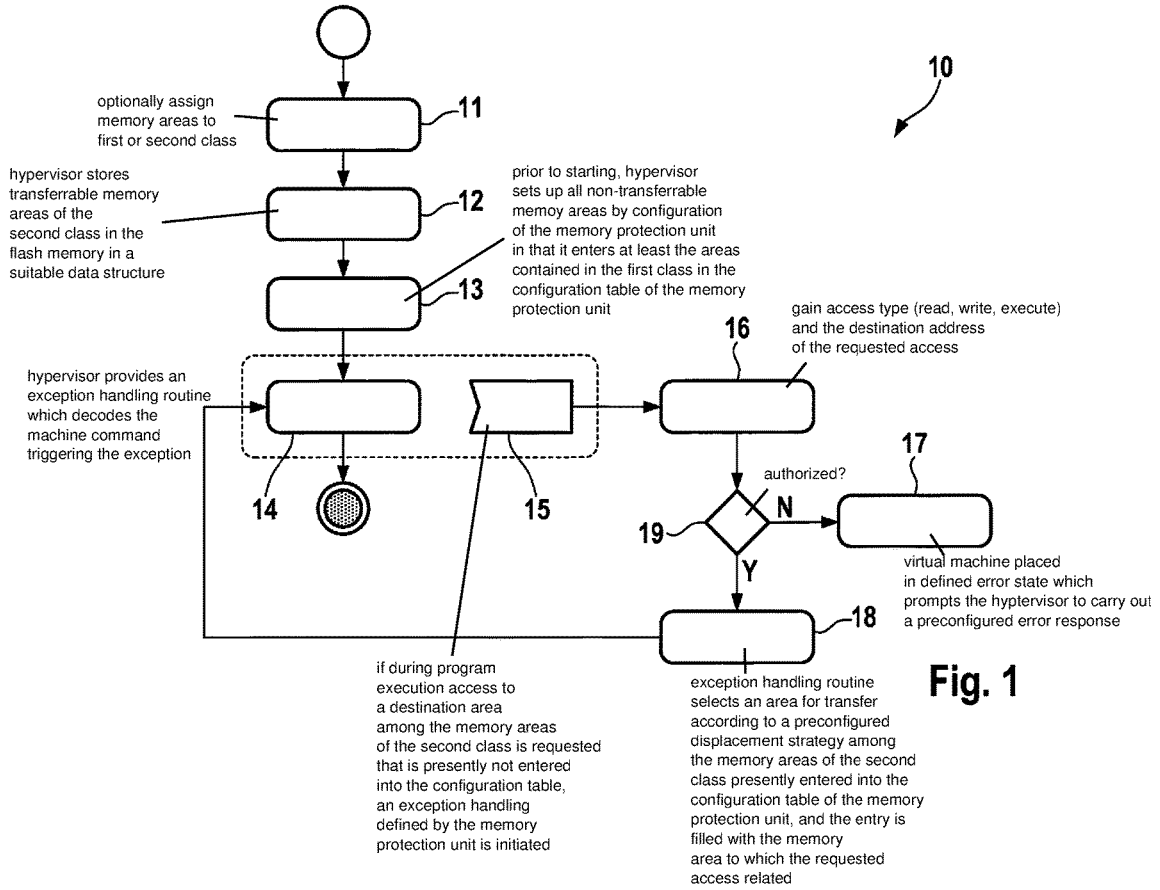 10
optionally assign
memory areas to
first or second class
11
hypervisor stores
transferrable memory
areas of the
second class in the
flash memory in a
suitable data structure
12
prior to starting, hypervisor
sets up all non-transferrable
memoy areas by configuration
of the memory protection unit
in that it enters at least the areas
contained in the first class in the
configuration table of the memory
protection unit
13
hypervisor provides an
exception handling routine
which decodes the
machine command
triggering the exception
14
15
16
gain access type (read, write, execute)
and the destination address
of the requested access
authorized?
19
N
Y
17
virtual machine placed
in defined error state which
prompts the hyptervisor to carry out
a preconfigured error response
18
if during program
execution access to
a destination area
among the memory areas
of the second class is requested
that is presently not entered
into the configuration table,
an exception handling
defined by the memory
protection unit is initiated
exception handling routine
selects an area for transfer
according to a preconfigured
displacement strategy among
the memory areas of the second
class presently entered into the
configuration table of the memory
protection unit, and the entry is
filled with the memory
area to which the requested
access related
Fig. 1